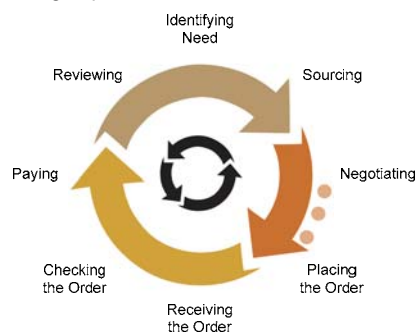 Identifying
Need
Reviewing
Sourcing
Paying
Negotiating
Checking
the Order
Placing
the Order
Receiving
the Order